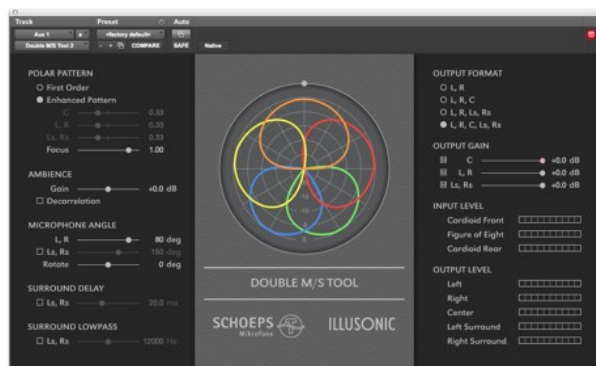 Track
Preset
Auto
Aux 1
a
<factory default>
Double M/S Tool 2
- +
COMPARE
SAFE
Native
POLAR PATTERN
First Order
Enhanced Pattern
C 0.33
L, R 0.33
Ls, Rs 0.33
Focus 1.00
AMBIENCE
Gain +0.0 dB
Decorrelation
MICROPHONE ANGLE
L, R 80 deg
Ls, Rs 150 deg
Rotate 0 deg
SURROUND DELAY
Ls, Rs 20.0 ms
SURROUND LOWPASS
Ls, Rs 12000 Hz
DOUBLE M/S TOOL
SCHOEPS
Mikrofone
ILLUSONIC
OUTPUT FORMAT
L, R
L, R, C
L, R, Ls, Rs
L, R, C, Ls, Rs
OUTPUT GAIN
C +0.0 dB
L, R +0.0 dB
Ls, Rs +0.0 dB
INPUT LEVEL
Cardioid Front
Figure of Eight
Cardioid Rear
OUTPUT LEVEL
Left
Right
Center
Left Surround
Right Surround